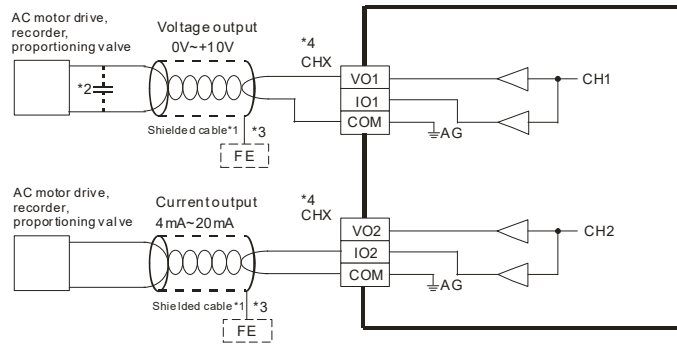 AC motor drive,
recorder,
proportioning valve
Voltage output
0V~+10V
*4
CHX
*2
VO1
IO1
COM
CH1
AG
Shielded cable*1
*3
FE
AC motor drive,
recorder,
proportioning valve
Current output
4mA~20mA
*4
CHX
VO2
IO2
COM
CH2
AG
Shielded cable*1
*3
FE